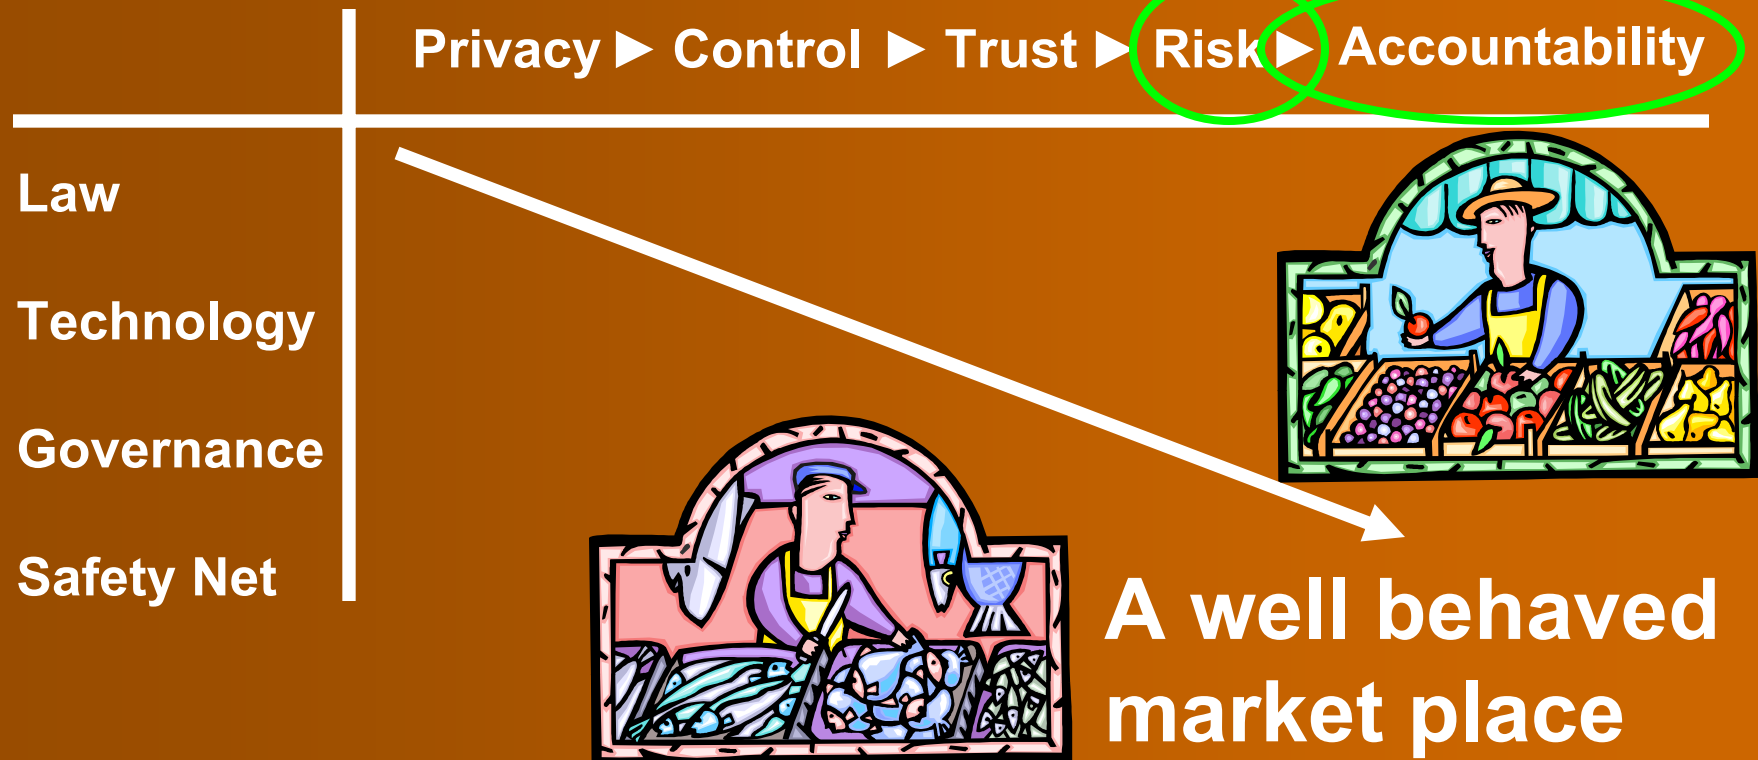 Privacy ► Control ► Trust ► Risk ► Accountability
Law
Technology
Governance
Safety Net
A well behaved
market place